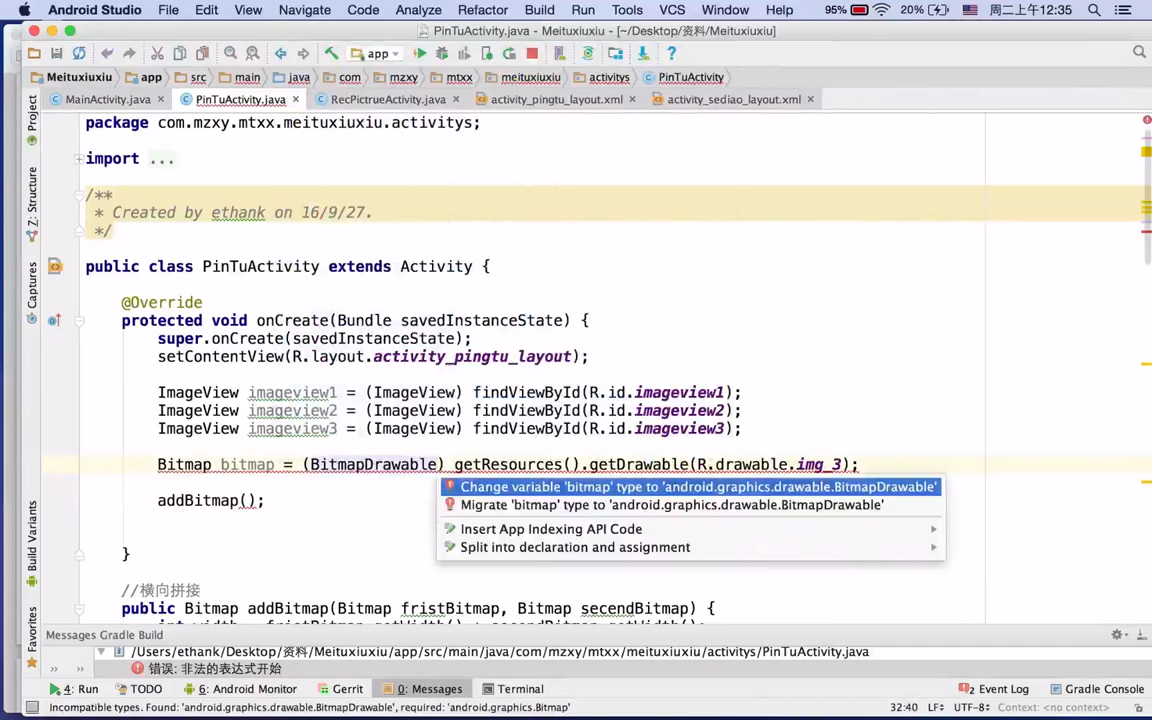 Android Studio File Edit View Navigate Code Analyze Refactor Build Run Tools VCS Window Help 95% 20% 周二上午12:35
PinTuActivity.java - Meituxiuxiu - [~/Desktop/资料/Meituxiuxiu]
app
Meituxiuxiu app src main java com mzxy mtxx meituxiuxiu activitys PinTuActivity
MainActivity.java PinTuActivity.java RecPictrueActivity.java activity_pingtu_layout.xml activity_sediao_layout.xml
Project
Z: Structure
Captures
Build Variants
Favorites
package com.mzxy.mtxx.meituxiuxiu.activitys;
import ...
/**
* Created by ethank on 16/9/27.
*/
public class PinTuActivity extends Activity {
@Override
protected void onCreate(Bundle savedInstanceState) {
super.onCreate(savedInstanceState);
setContentView(R.layout.activity_pingtu_layout);
ImageView imageview1 = (ImageView) findViewById(R.id.imageview1);
ImageView imageview2 = (ImageView) findViewById(R.id.imageview2);
ImageView imageview3 = (ImageView) findViewById(R.id.imageview3);
Bitmap bitmap = (BitmapDrawable) getResources().getDrawable(R.drawable.img_3);
Change variable 'bitmap' type to 'android.graphics.drawable.BitmapDrawable'
Migrate 'bitmap' type to 'android.graphics.drawable.BitmapDrawable'
Insert App Indexing API Code
Split into declaration and assignment
addBitmap();
}
//横向拼接
public Bitmap addBitmap(Bitmap fristBitmap, Bitmap secendBitmap) {
int width = fristBitmap.getWidth() + secendBitmap.getWidth();
Messages Gradle Build
/Users/ethank/Desktop/资料/Meituxiuxiu/app/src/main/java/com/mzxy/mtxx/meituxiuxiu/activitys/PinTuActivity.java
错误: 非法的表达式开始
4: Run TODO 6: Android Monitor Gerrit 0: Messages Terminal 2 Event Log Gradle Console
Incompatible types. Found: 'android.graphics.drawable.BitmapDrawable', required: 'android.graphics.Bitmap' 32:40 LF UTF-8 Context: <no context>